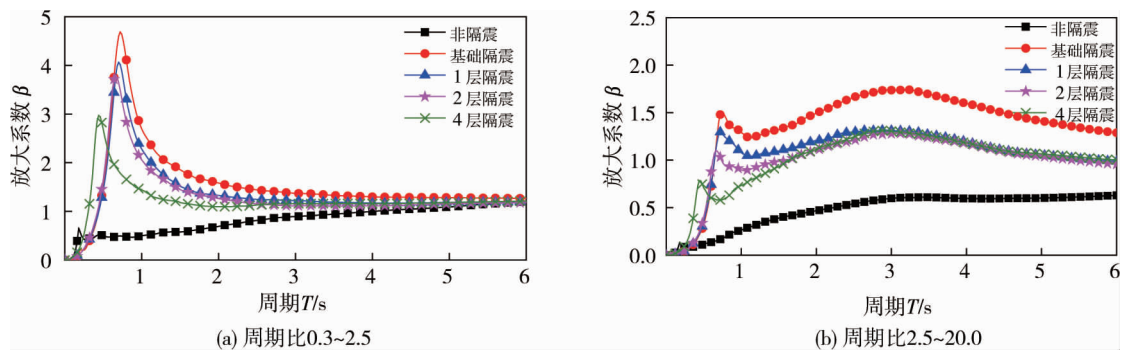 放大系数 β
5
4
3
2
1
0
1 2 3 4 5 6
周期T/s
非隔震
基础隔震
1层隔震
2层隔震
4层隔震
(a) 周期比0.3~2.5
放大系数 β
2.5
2.0
1.5
1.0
0.5
0.0
1 2 3 4 5 6
周期T/s
非隔震
基础隔震
1层隔震
2层隔震
4层隔震
(b) 周期比2.5~20.0